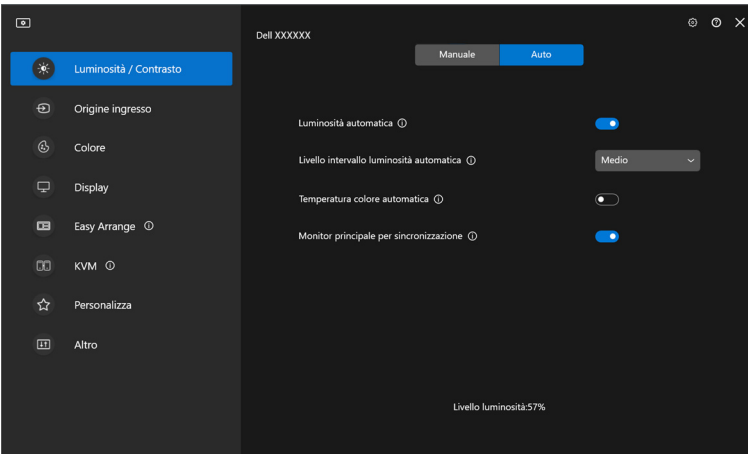 Dell XXXXXX
Manuale
Auto
Luminosità / Contrasto
Origine ingresso
Colore
Display
Easy Arrange
KVM
Personalizza
Altro
Luminosità automatica
Livello intervallo luminosità automatica
Medio
Temperatura colore automatica
Monitor principale per sincronizzazione
Livello luminosità:57%